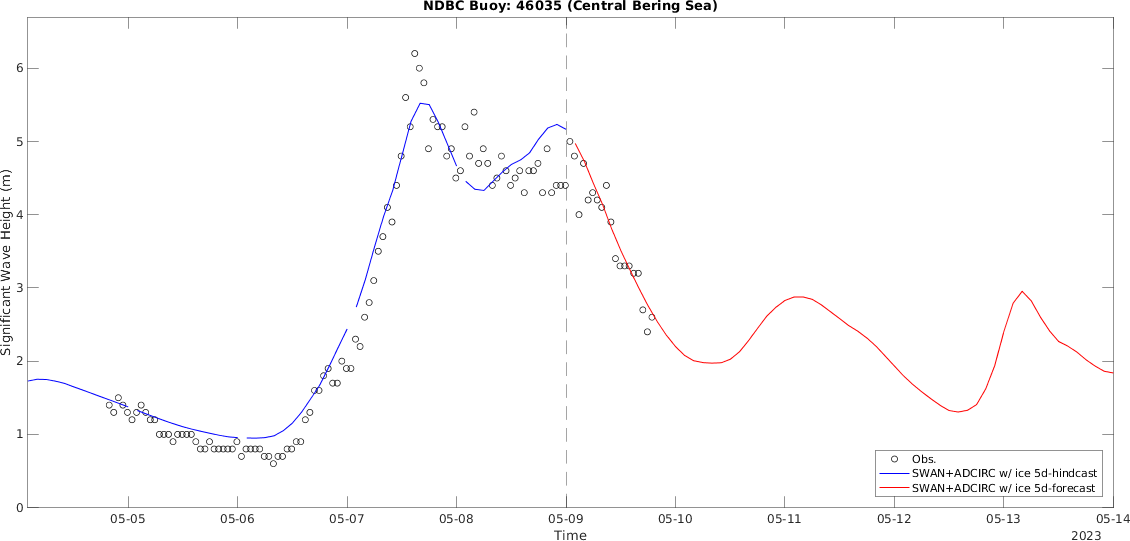 NDBC Buoy: 46035 (Central Bering Sea)
Significant Wave Height (m)
6
5
4
3
2
1
0
05-05 05-06 05-07 05-08 05-09 05-10 05-11 05-12 05-13 05-14
Time
2023
Obs.
SWAN+ADCIRC w/ ice 5d-hindcast
SWAN+ADCIRC w/ ice 5d-forecast